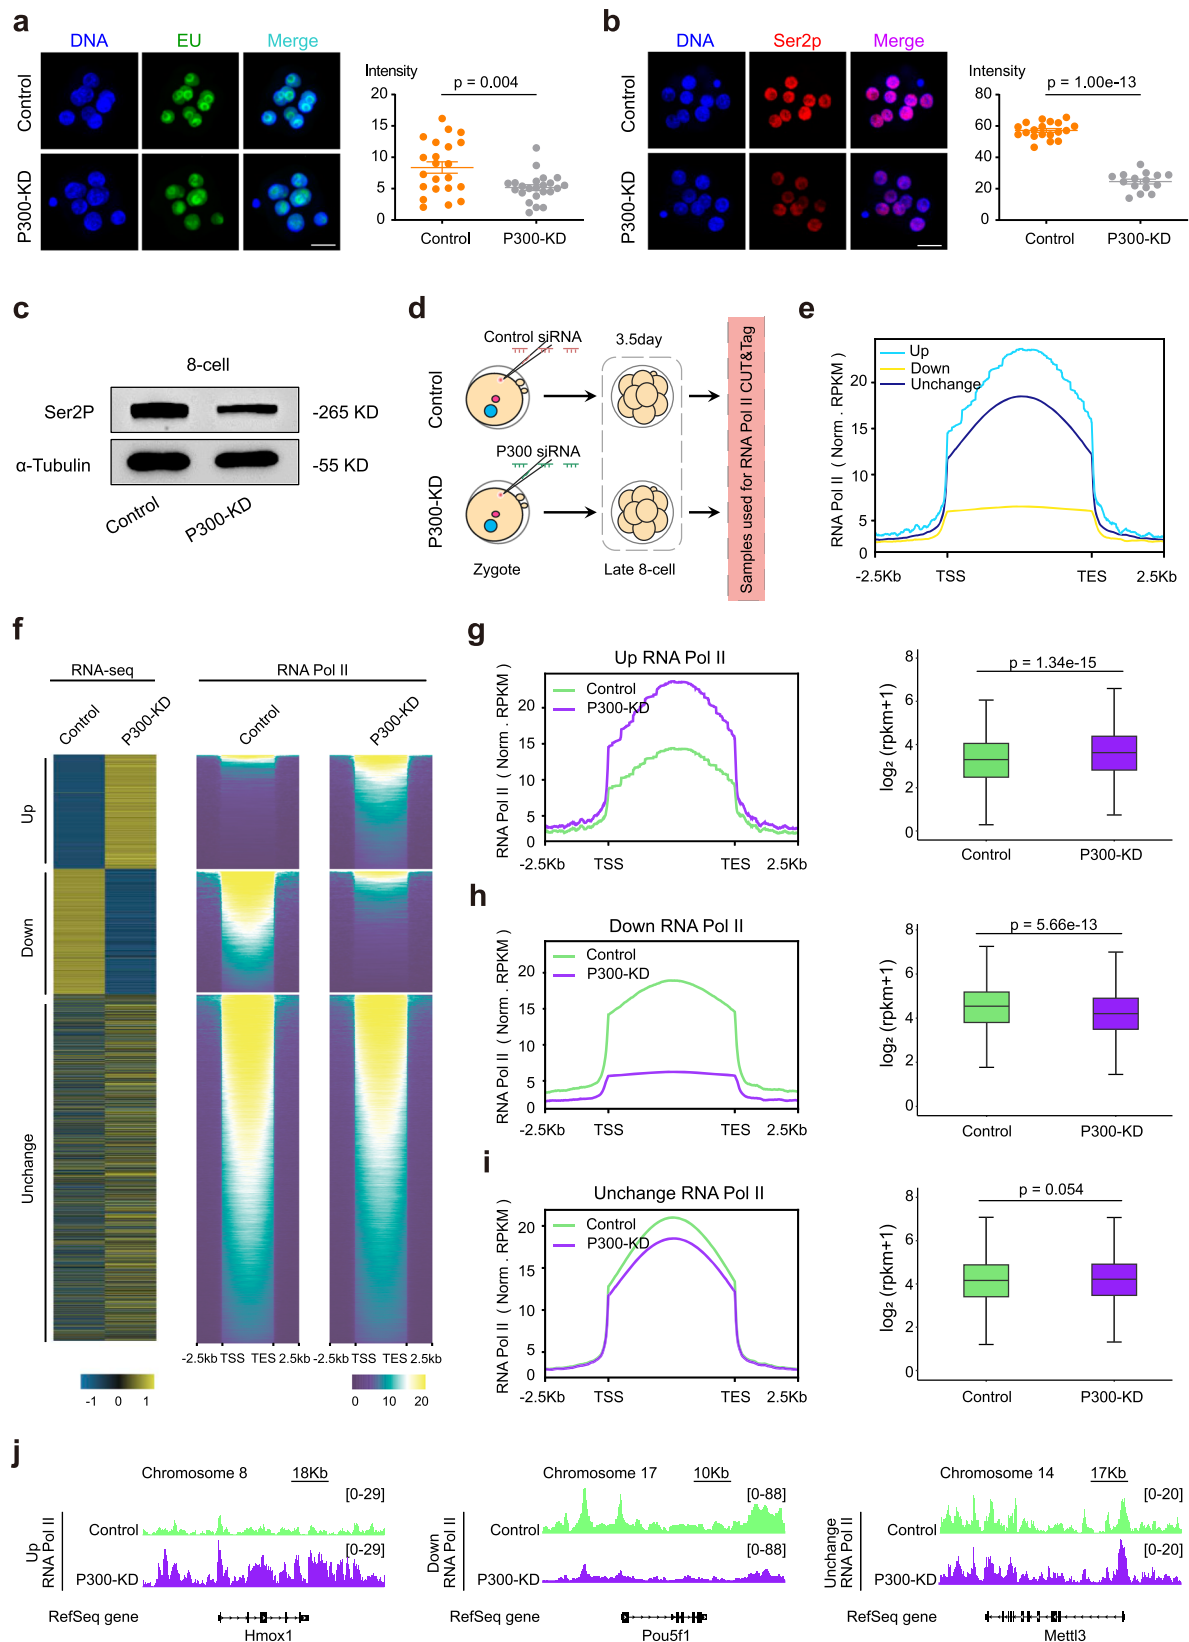 a
DNA EU Merge
Control
P300-KD
Intensity
p = 0.004
20
15
10
5
0
Control P300-KD
b
DNA Ser2p Merge
Control
P300-KD
Intensity
p = 1.00e-13
80
60
40
20
0
Control P300-KD
c
8-cell
Ser2P -265 KD
α-Tubulin -55 KD
Control P300-KD
d
Control siRNA 3.5day
Control
P300 siRNA
P300-KD
Zygote Late 8-cell
Samples used for RNA Pol II CUT&Tag
e
RNA Pol II ( Norm . RPKM)
Up
Down
Unchange
20
15
10
5
0
-2.5Kb TSS TES 2.5Kb
f
RNA-seq RNA Pol II
Control P300-KD Control P300-KD
Up
Down
Unchange
-2.5kb TSS TES 2.5kb -2.5kb TSS TES 2.5kb
-1 0 1
0 10 20
g
Up RNA Pol II
RNA Pol II ( Norm . RPKM)
Control
P300-KD
20
15
10
5
0
-2.5Kb TSS TES 2.5Kb
log₂ (rpkm+1)
p = 1.34e-15
8
6
4
2
0
Control P300-KD
h
Down RNA Pol II
RNA Pol II ( Norm . RPKM)
Control
P300-KD
20
15
10
5
0
-2.5Kb TSS TES 2.5Kb
log₂ (rpkm+1)
p = 5.66e-13
8
6
4
2
0
Control P300-KD
i
Unchange RNA Pol II
RNA Pol II ( Norm . RPKM)
Control
P300-KD
20
15
10
5
0
-2.5Kb TSS TES 2.5Kb
log₂ (rpkm+1)
p = 0.054
8
6
4
2
0
Control P300-KD
j
Chromosome 8 18Kb
[0-29]
Up
RNA Pol II
Control
[0-29]
P300-KD
RefSeq gene
Hmox1
Chromosome 17 10Kb
[0-88]
Down
RNA Pol II
Control
[0-88]
P300-KD
RefSeq gene
Pou5f1
Chromosome 14 17Kb
[0-20]
Unchange
RNA Pol II
Control
[0-20]
P300-KD
RefSeq gene
Mettl3